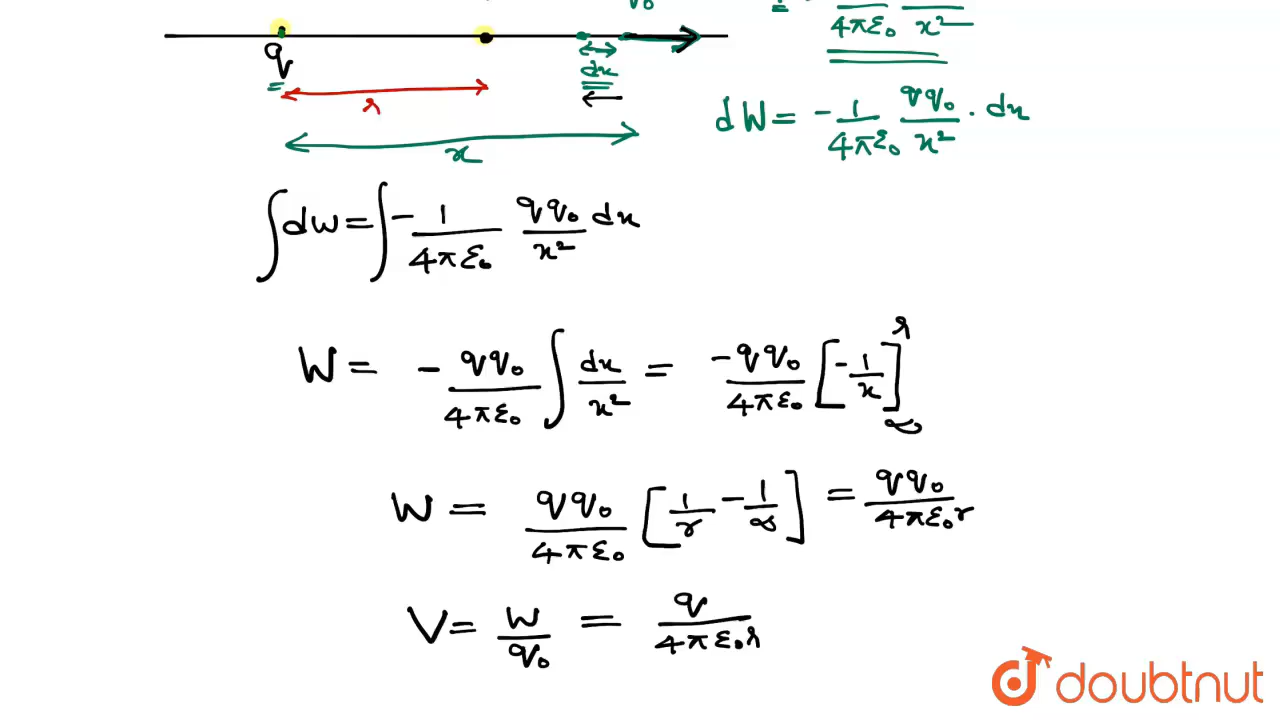 4πε₀ x²
q
dx
r
x
dW = - 1/4πε₀ qq₀/x² . dx
∫dw = ∫ - 1/4πε₀ qq₀/x² dx
W = - qq₀/4πε₀ ∫ dx/x² = -qq₀/4πε₀ [-1/x]^r_∞
W = qq₀/4πε₀ [1/r - 1/∞] = qq₀/4πε₀r
V = W/q₀ = q/4πε₀r
doubtnut